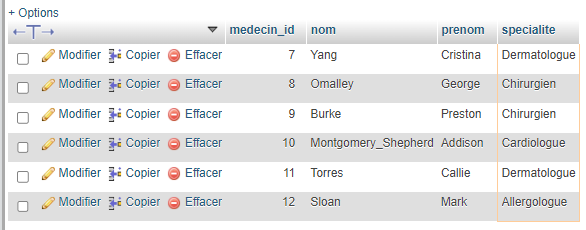 + Options
←T→ medecin_id nom prenom specialite
Modifier Copier Effacer 7 Yang Cristina Dermatologue
Modifier Copier Effacer 8 Omalley George Chirurgien
Modifier Copier Effacer 9 Burke Preston Chirurgien
Modifier Copier Effacer 10 Montgomery_Shepherd Addison Cardiologue
Modifier Copier Effacer 11 Torres Callie Dermatologue
Modifier Copier Effacer 12 Sloan Mark Allergologue